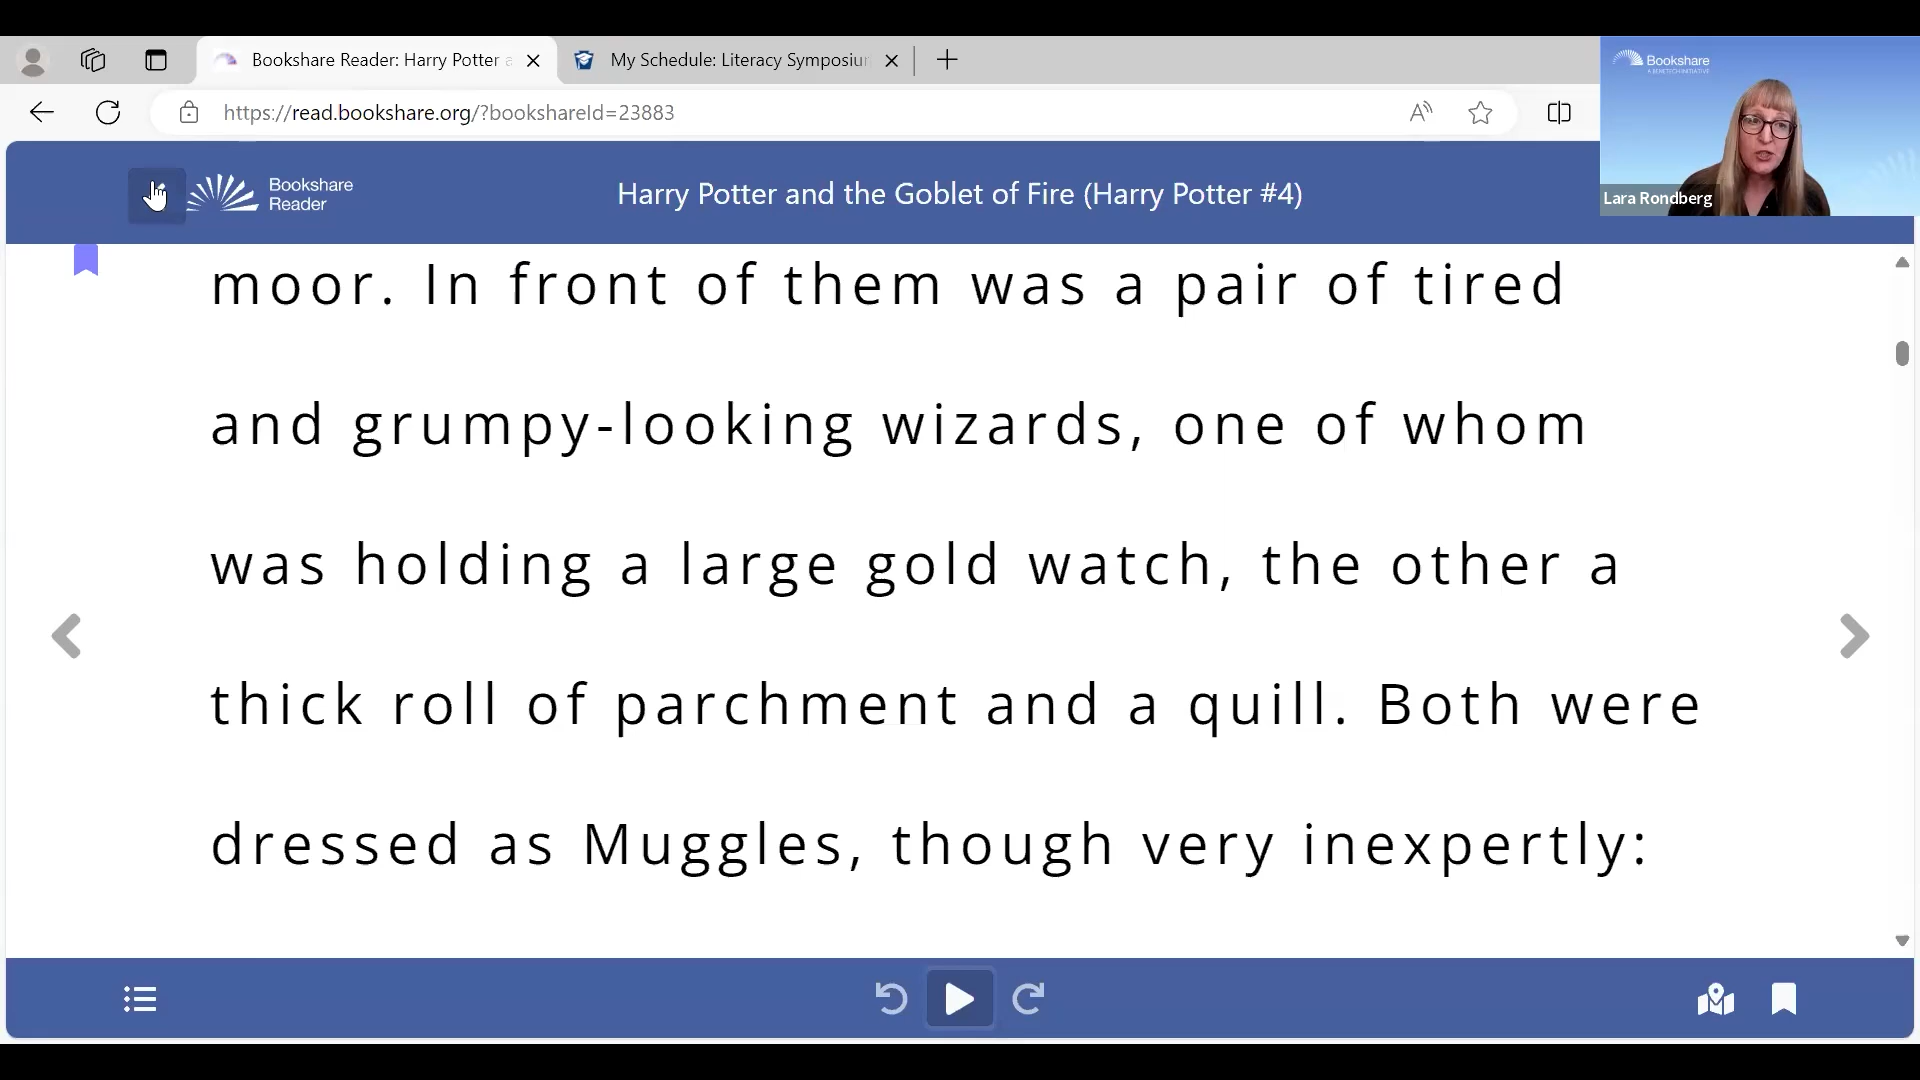 Bookshare Reader: Harry Potter a
My Schedule: Literacy Symposiu
https://read.bookshare.org/?bookshareId=23883
Bookshare
A BENETECH INITIATIVE
Lara Rondberg
Bookshare
Reader
Harry Potter and the Goblet of Fire (Harry Potter #4)
moor. In front of them was a pair of tired
and grumpy-looking wizards, one of whom
was holding a large gold watch, the other a
thick roll of parchment and a quill. Both were
dressed as Muggles, though very inexpertly: